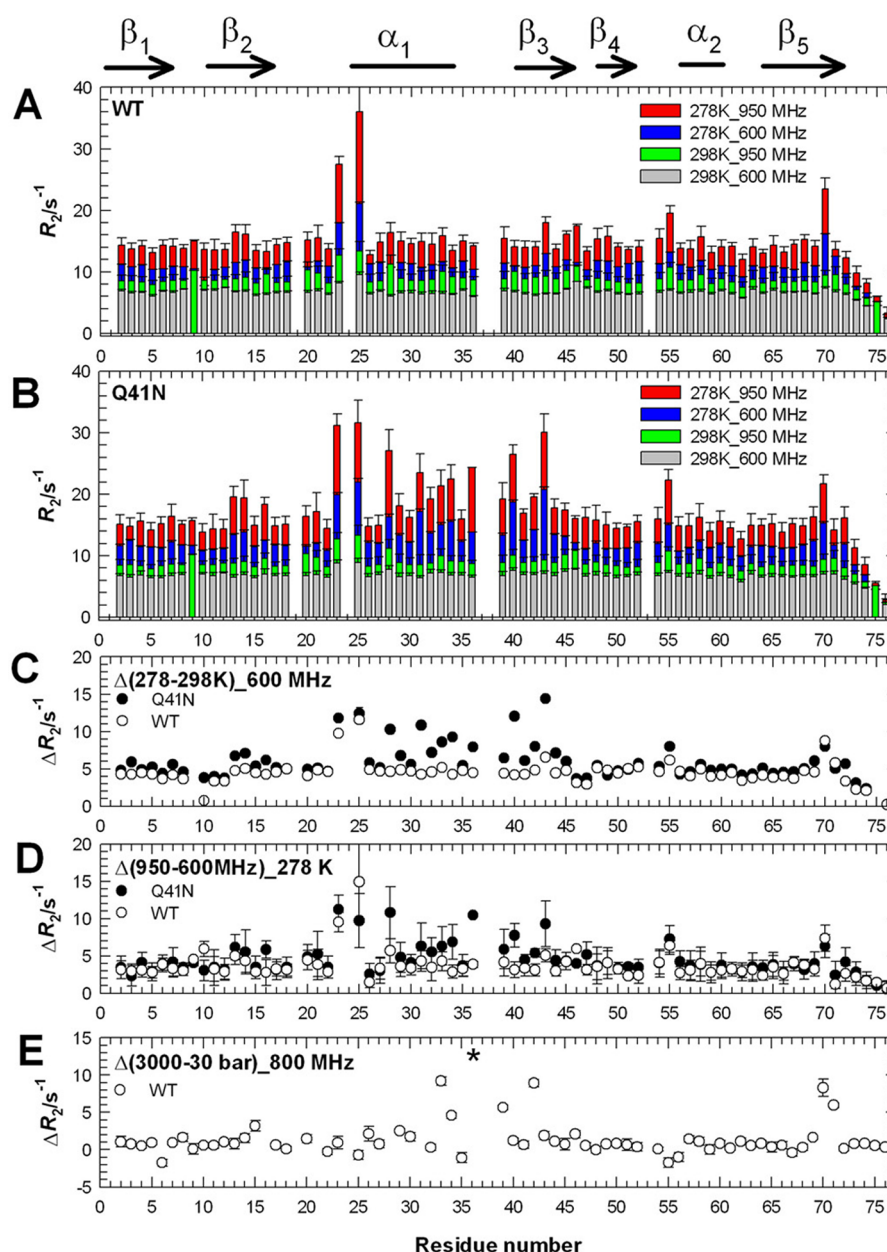 β1 β2 α1 β3 β4 α2 β5
A
WT
278K_950 MHz
278K_600 MHz
298K_950 MHz
298K_600 MHz
R2/s-1
40
30
20
10
0
0 5 10 15 20 25 30 35 40 45 50 55 60 65 70 75
B
Q41N
278K_950 MHz
278K_600 MHz
298K_950 MHz
298K_600 MHz
R2/s-1
40
30
20
10
0
0 5 10 15 20 25 30 35 40 45 50 55 60 65 70 75
C
Δ(278-298K)_600 MHz
Q41N
WT
ΔR2/s-1
20
15
10
5
0
0 5 10 15 20 25 30 35 40 45 50 55 60 65 70 75
D
Δ(950-600MHz)_278 K
Q41N
WT
ΔR2/s-1
20
15
10
5
0
0 5 10 15 20 25 30 35 40 45 50 55 60 65 70 75
E
Δ(3000-30 bar)_800 MHz
*
WT
ΔR2/s-1
15
10
5
0
-5
0 5 10 15 20 25 30 35 40 45 50 55 60 65 70 75
Residue number